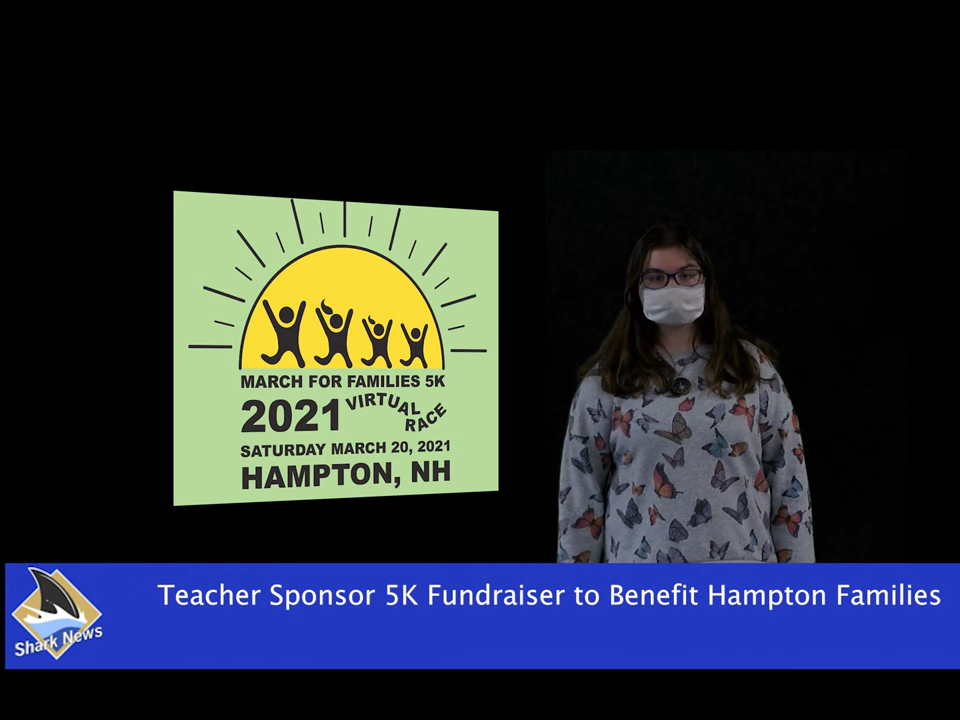 MARCH FOR FAMILIES 5K
2021 VIRTUAL RACE
SATURDAY MARCH 20, 2021
HAMPTON, NH
Teacher Sponsor 5K Fundraiser to Benefit Hampton Families
Shark News